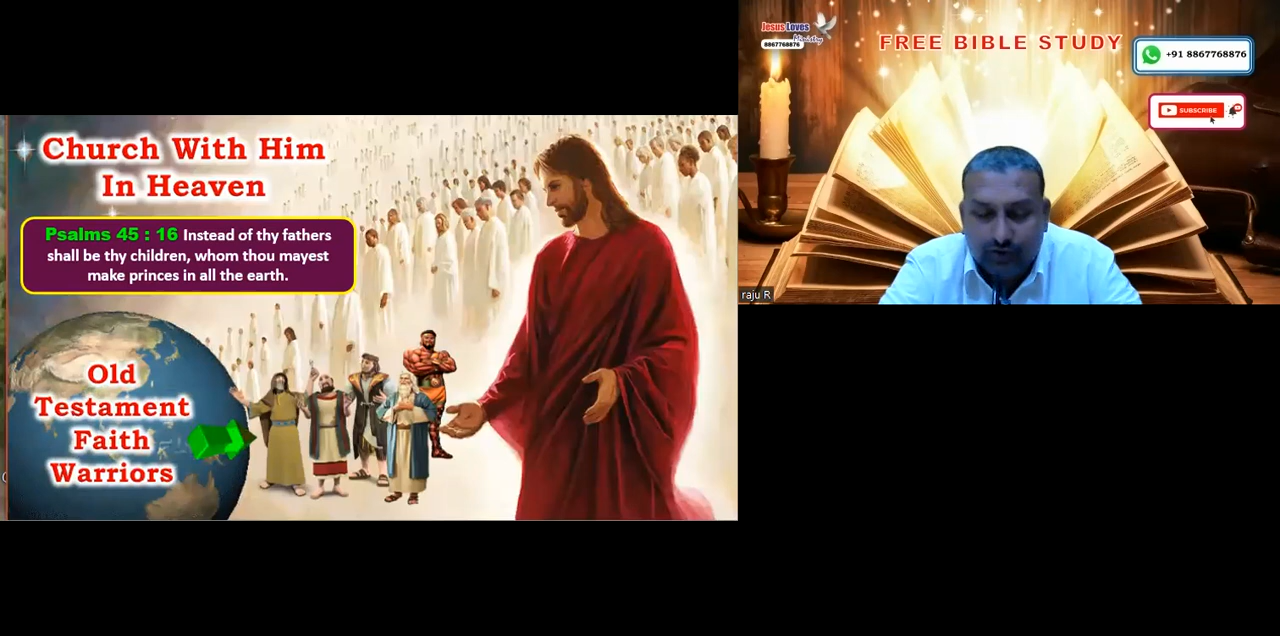 Church With Him
In Heaven
Psalms 45 : 16 Instead of thy fathers
shall be thy children, whom thou mayest
make princes in all the earth.
Old
Testament
Faith
Warriors
Jesus Loves
Ministry
8867768876
FREE BIBLE STUDY
+91 8867768876
SUBSCRIBE
raju R